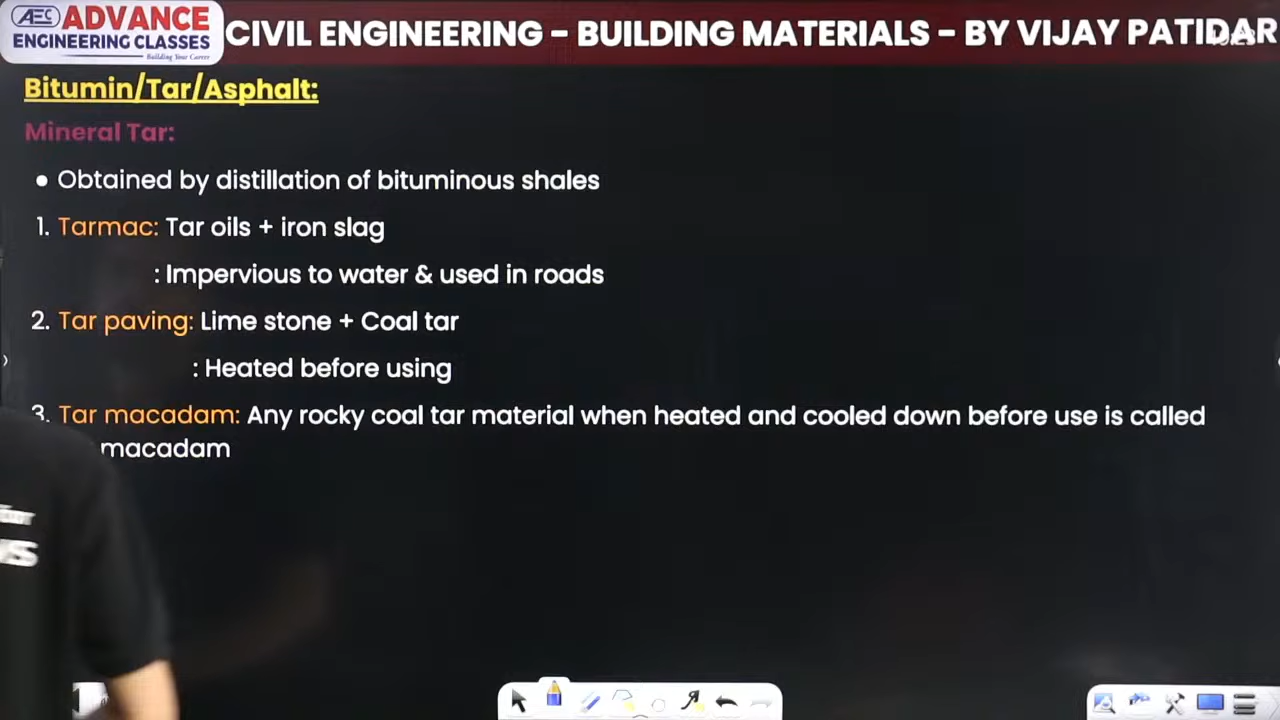 AEC ADVANCE
ENGINEERING CLASSES
Building Your Career
CIVIL ENGINEERING - BUILDING MATERIALS - BY VIJAY PATIDAR
Bitumin/Tar/Asphalt:
Mineral Tar:
• Obtained by distillation of bituminous shales
1. Tarmac: Tar oils + iron slag
: Impervious to water & used in roads
2. Tar paving: Lime stone + Coal tar
: Heated before using
3. Tar macadam: Any rocky coal tar material when heated and cooled down before use is called
macadam